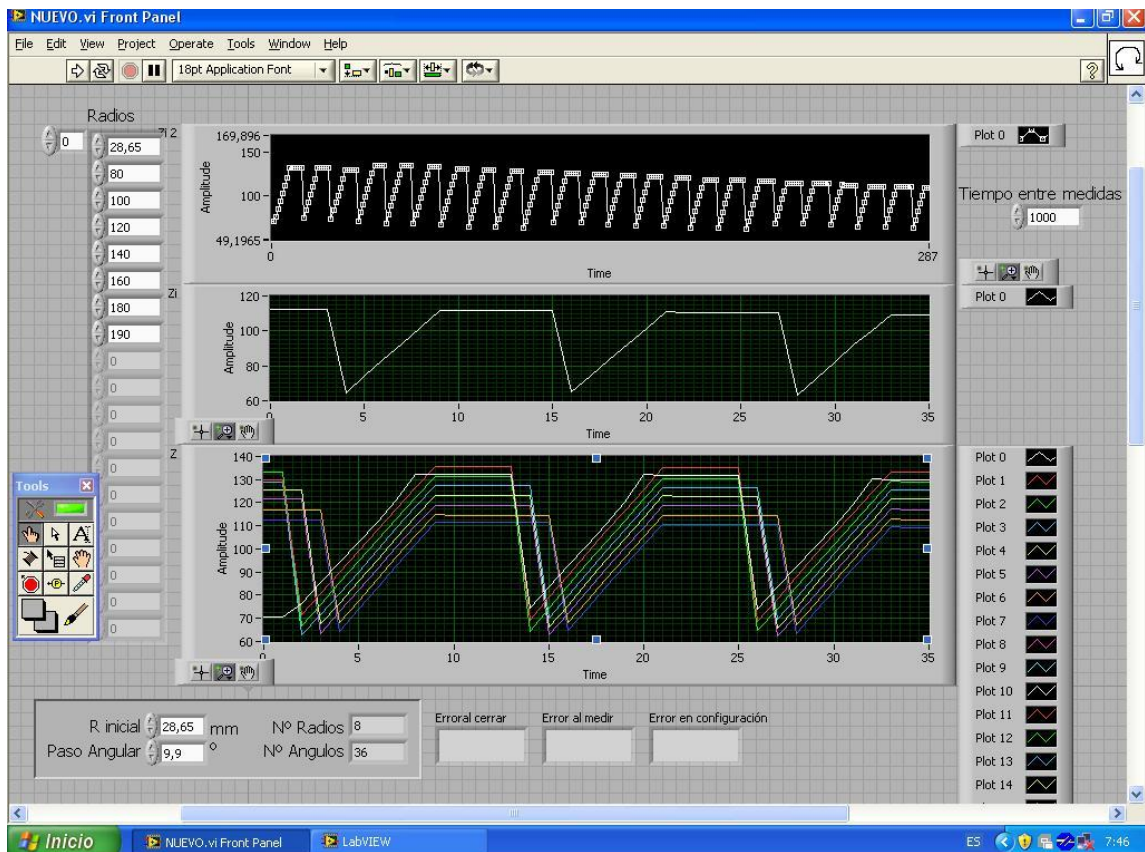 NUEVO.vi Front Panel
File Edit View Project Operate Tools Window Help
18pt Application Font
Radios
0
28,65
80
100
120
140
160
180
190
0
0
0
0
0
0
0
0
0
0
0
Zi 2
169,896
150
100
49,1965
Amplitude
0
287
Time
Plot 0
Tiempo entre medidas
1000
Zi
120
100
80
60
Amplitude
0 5 10 15 20 25 30 35
Time
Plot 0
Z
140
130
120
110
100
90
80
70
60
Amplitude
0 5 10 15 20 25 30 35
Time
Plot 0
Plot 1
Plot 2
Plot 3
Plot 4
Plot 5
Plot 6
Plot 7
Plot 8
Plot 9
Plot 10
Plot 11
Plot 12
Plot 13
Plot 14
Tools
R inicial 28,65 mm
Paso Angular 9,9 º
Nº Radios 8
Nº Angulos 36
Erroral cerrar
Error al medir
Error en configuración
Inicio
NUEVO.vi Front Panel
LabVIEW
ES
7:46